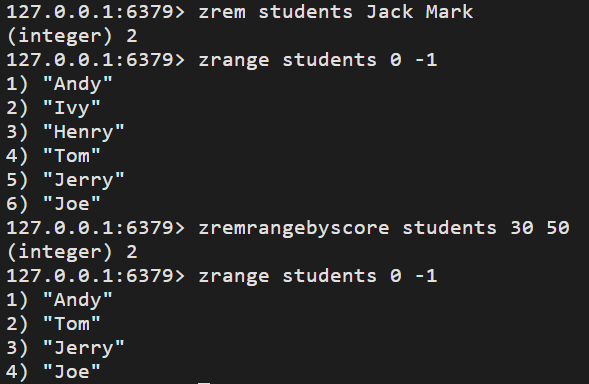 127.0.0.1:6379> zrem students Jack Mark
(integer) 2
127.0.0.1:6379> zrange students 0 -1
1) "Andy"
2) "Ivy"
3) "Henry"
4) "Tom"
5) "Jerry"
6) "Joe"
127.0.0.1:6379> zremrangebyscore students 30 50
(integer) 2
127.0.0.1:6379> zrange students 0 -1
1) "Andy"
2) "Tom"
3) "Jerry"
4) "Joe"